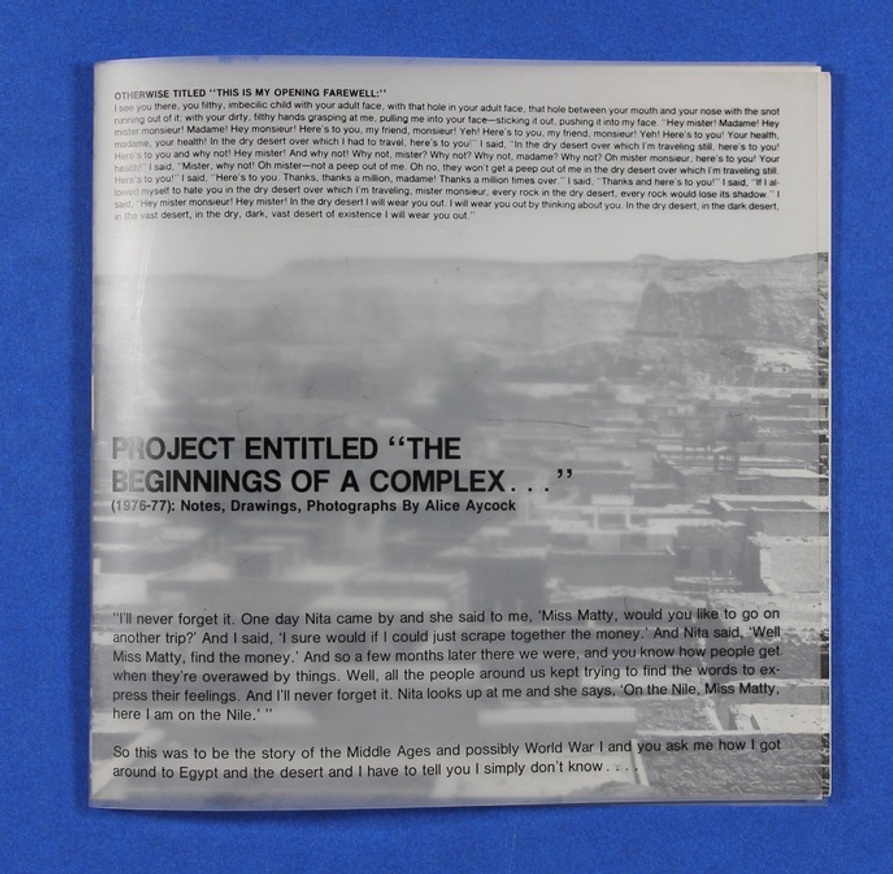 OTHERWISE TITLED "THIS IS MY OPENING FAREWELL:"
I see you there, you filthy, imbecilic child with your adult face, with that hole in your adult face, that hole between your mouth and your nose with the snot
running out of it; with your dirty, filthy hands grasping at me, pulling me into your face—sticking it out, pushing it into my face. "Hey mister! Madame! Hey
mister monsieur! Madame! Hey monsieur! Here's to you, my friend, monsieur! Yeh! Here's to you, my friend, monsieur! Yeh! Here's to you! Your health,
madame, your health! In the dry desert over which I had to travel, here's to you!" I said, "In the dry desert over which I'm traveling still, here's to you!
Here's to you and why not! Hey mister! And why not! Why not, mister? Why not? Why not, madame? Why not? Oh mister monsieur, here's to you! Your
health!" I said, "Mister, why not! Oh mister—not a peep out of me. Oh no, they won't get a peep out of me in the dry desert over which I'm traveling still.
Here's to you!" I said, "Here's to you. Thanks, thanks a million, madame! Thanks a million times over." I said, "Thanks and here's to you!" I said, "If I al-
lowed myself to hate you in the dry desert over which I'm traveling, mister monsieur, every rock in the dry desert, every rock would lose its shadow." I
said, "Hey mister monsieur! Hey mister! In the dry desert I will wear you out. I will wear you out by thinking about you. In the dry desert, in the dark desert,
in the vast desert, in the dry, dark, vast desert of existence I will wear you out."
PROJECT ENTITLED "THE
BEGINNINGS OF A COMPLEX . . . "
(1976-77): Notes, Drawings, Photographs By Alice Aycock
"I'll never forget it. One day Nita came by and she said to me, 'Miss Matty, would you like to go on
another trip?' And I said, 'I sure would if I could just scrape together the money.' And Nita said, 'Well
Miss Matty, find the money.' And so a few months later there we were, and you know how people get
when they're overawed by things. Well, all the people around us kept trying to find the words to ex-
press their feelings. And I'll never forget it. Nita looks up at me and she says, 'On the Nile, Miss Matty,
here I am on the Nile.' "
So this was to be the story of the Middle Ages and possibly World War I and you ask me how I got
around to Egypt and the desert and I have to tell you I simply don't know . . . .